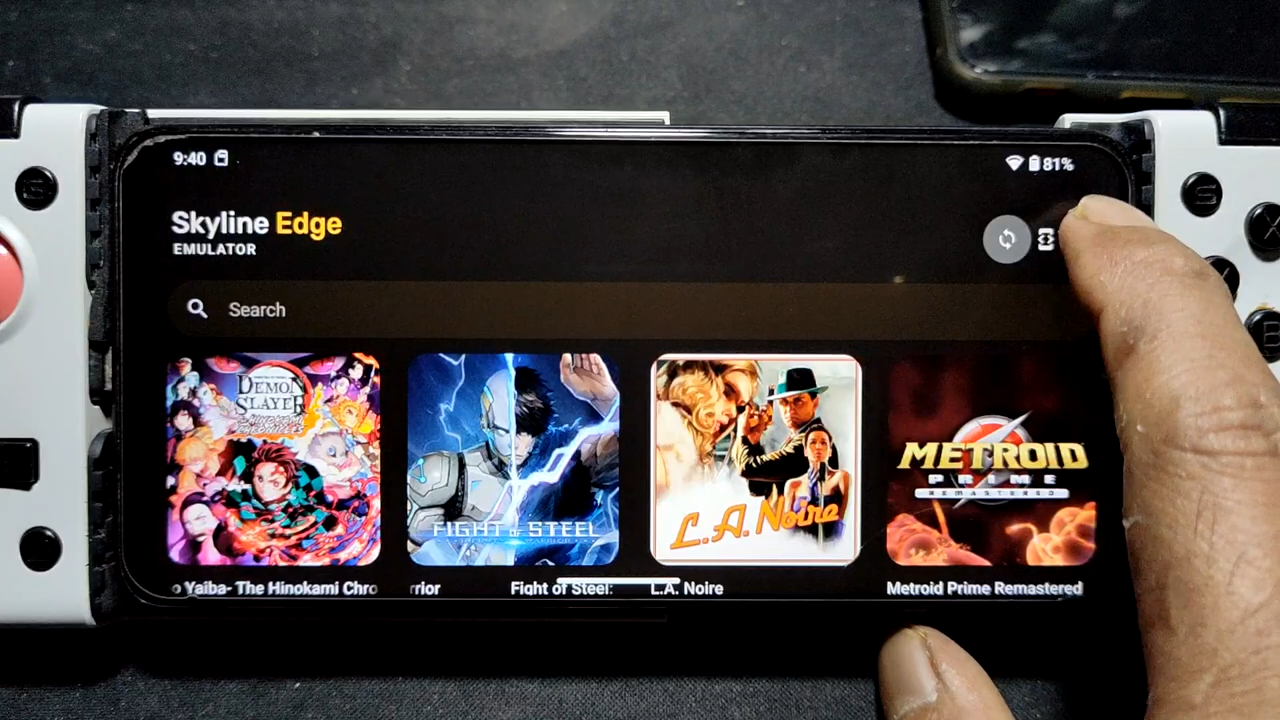 9:40
81%
Skyline Edge
EMULATOR
Search
DEMON
SLAYER
FIGHT OF STEEL
L.A. Noire
METROID
PRIME
REMASTERED
o Yaiba- The Hinokami Chro
rrior Fight of Steel:
L.A. Noire
Metroid Prime Remastered
S
S
X
Y
B